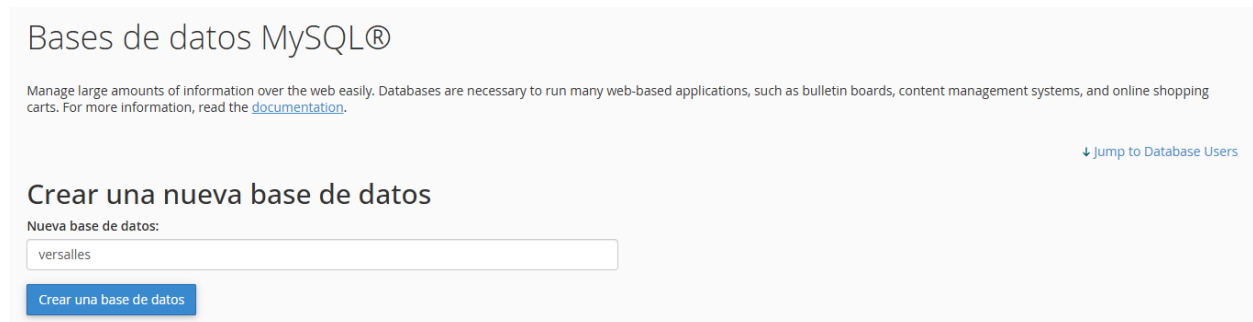 Bases de datos MySQL®
Manage large amounts of information over the web easily. Databases are necessary to run many web-based applications, such as bulletin boards, content management systems, and online shopping
carts. For more information, read the documentation.
Jump to Database Users
Crear una nueva base de datos
Nueva base de datos:
versalles
Crear una base de datos